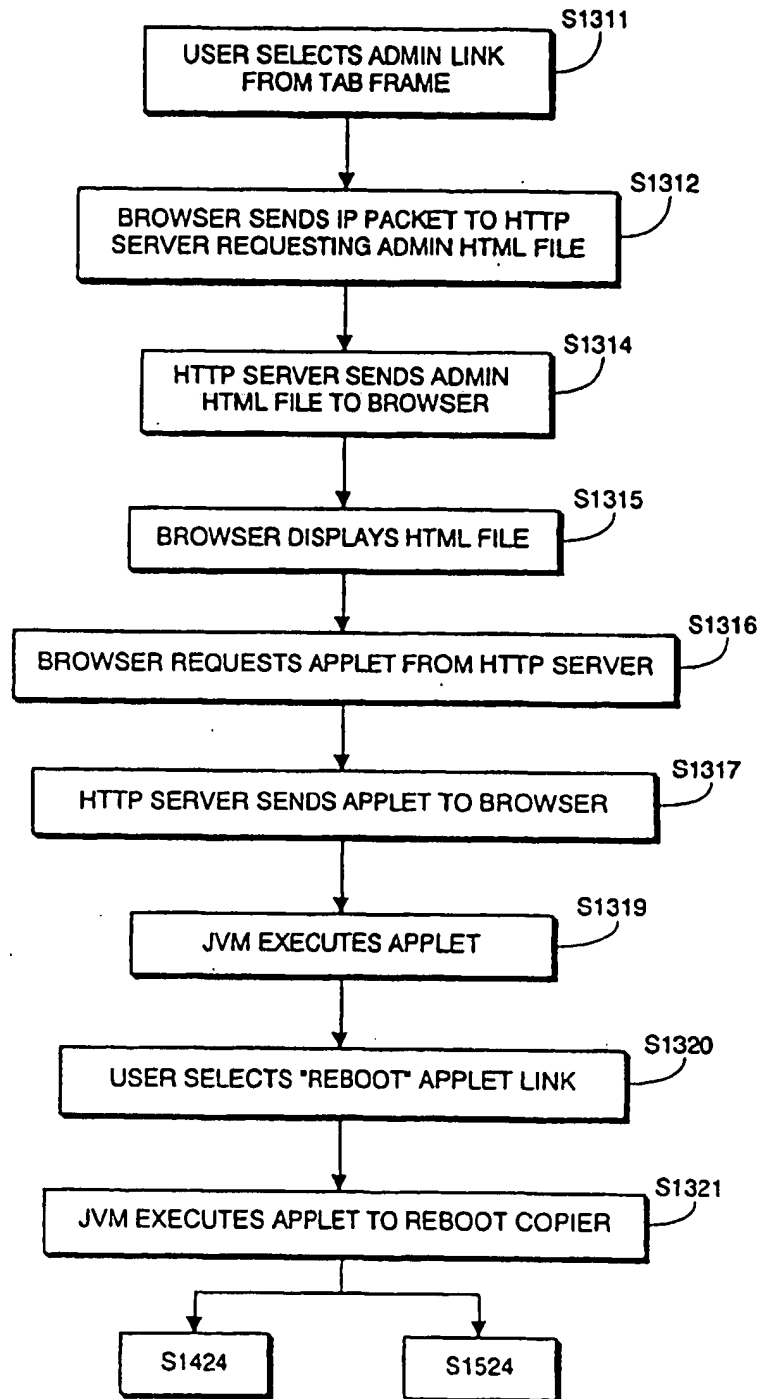 S1311
USER SELECTS ADMIN LINK
FROM TAB FRAME
S1312
BROWSER SENDS IP PACKET TO HTTP
SERVER REQUESTING ADMIN HTML FILE
S1314
HTTP SERVER SENDS ADMIN
HTML FILE TO BROWSER
S1315
BROWSER DISPLAYS HTML FILE
S1316
BROWSER REQUESTS APPLET FROM HTTP SERVER
S1317
HTTP SERVER SENDS APPLET TO BROWSER
S1319
JVM EXECUTES APPLET
S1320
USER SELECTS "REBOOT" APPLET LINK
S1321
JVM EXECUTES APPLET TO REBOOT COPIER
S1424
S1524